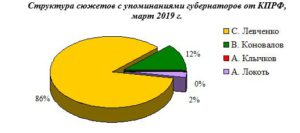 Структура сюжетов с упоминаниями губернаторов от КПРФ,
март 2019 г.
С. Левченко
В. Коновалов
А. Клычков
А. Локоть
12%
0%
2%
86%